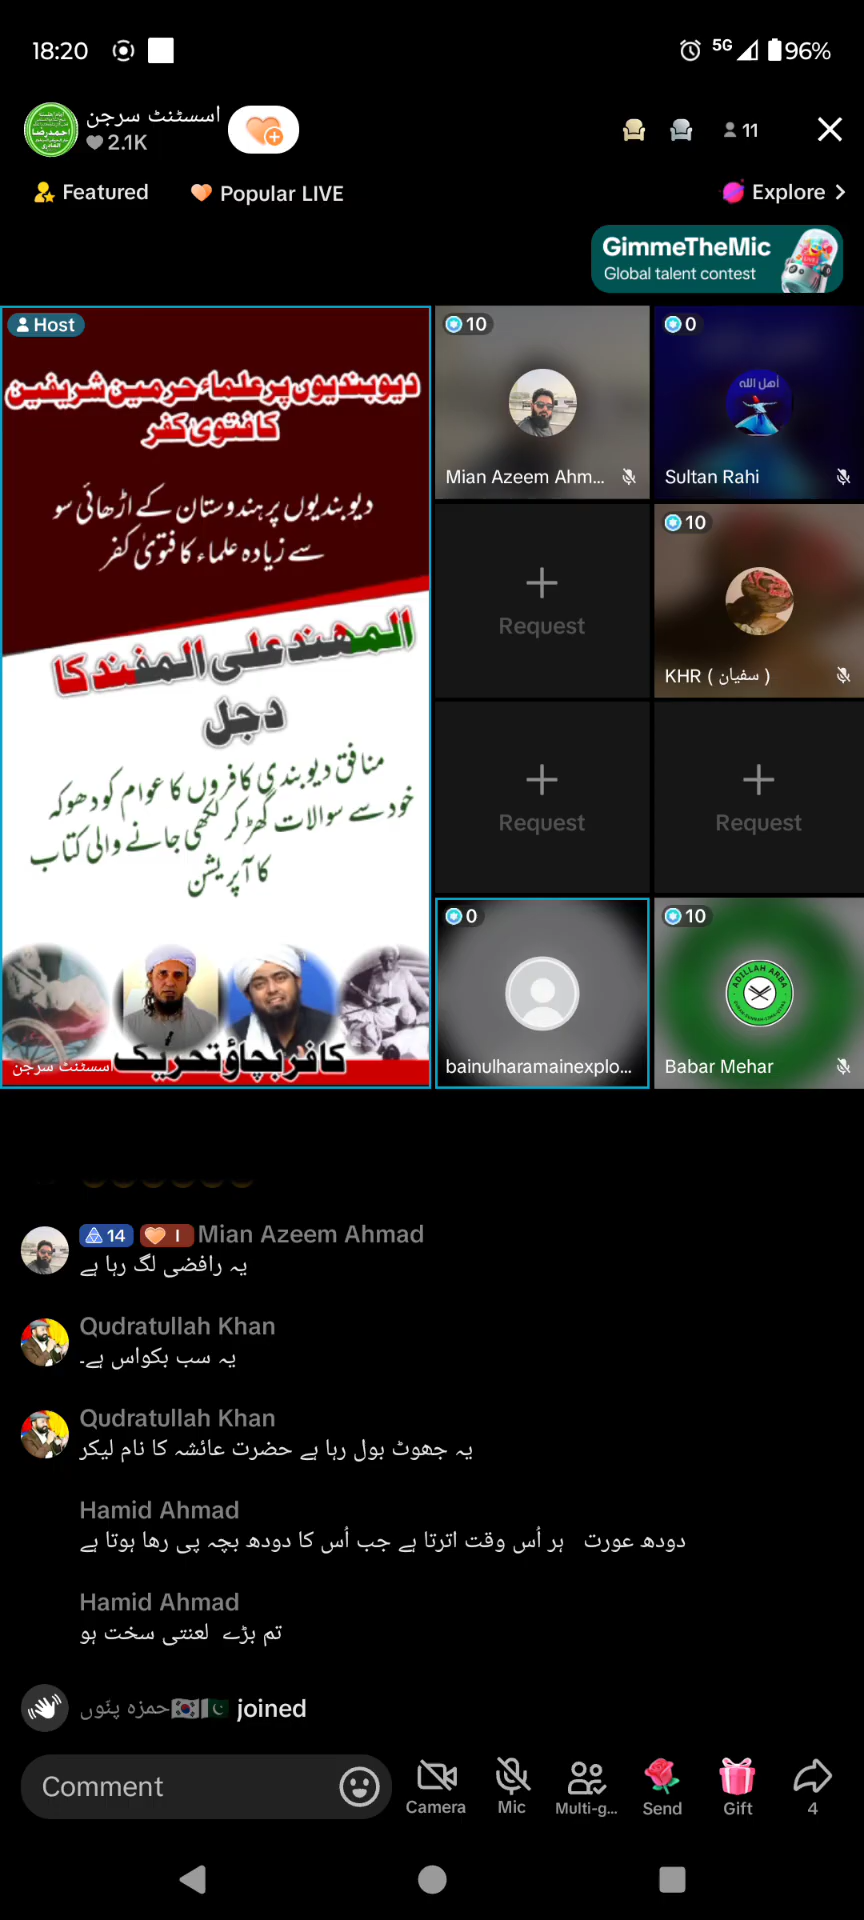 18:20
5G
96%
اسسٹنٹ سرجن
2.1K
11
Featured
Popular LIVE
Explore
GimmeTheMic
Global talent contest
Host
دیوبندیوں پر علماء حرمین شریفین
کا فتویٰ کفر
دیوبندیوں پر ہندوستان کے اڑھائی سو
سے زیادہ علماء کا فتویٰ کفر
المھند علی المفند کا
دجل
منافق دیوبندی کافروں کا عوام کو دھوکہ
خود سے سوالات گھڑ کر لکھی جانے والی کتاب
کا آپریشن
کافر بچاؤ تحریک
اسسٹنٹ سرجن
10
Mian Azeem Ahm...
0
اهل الله
Sultan Rahi
Request
10
KHR ( سفیان )
Request
Request
0
bainulharamainexplo...
10
ADILLAH ARBA
Babar Mehar
14
I
Mian Azeem Ahmad
یہ رافضی لگ رہا ہے
Qudratullah Khan
یہ سب بکواس ہے۔
Qudratullah Khan
یہ جھوٹ بول رہا ہے حضرت عائشہ کا نام لیکر
Hamid Ahmad
دودھ عورت ہر اُس وقت اترتا ہے جب اُس کا دودھ بچہ پی رھا ہوتا ہے
Hamid Ahmad
تم بڑے لعنتی سخت ہو
حمزہ پنّوں joined
Comment
Camera
Mic
Multi-g...
Send
Gift
4